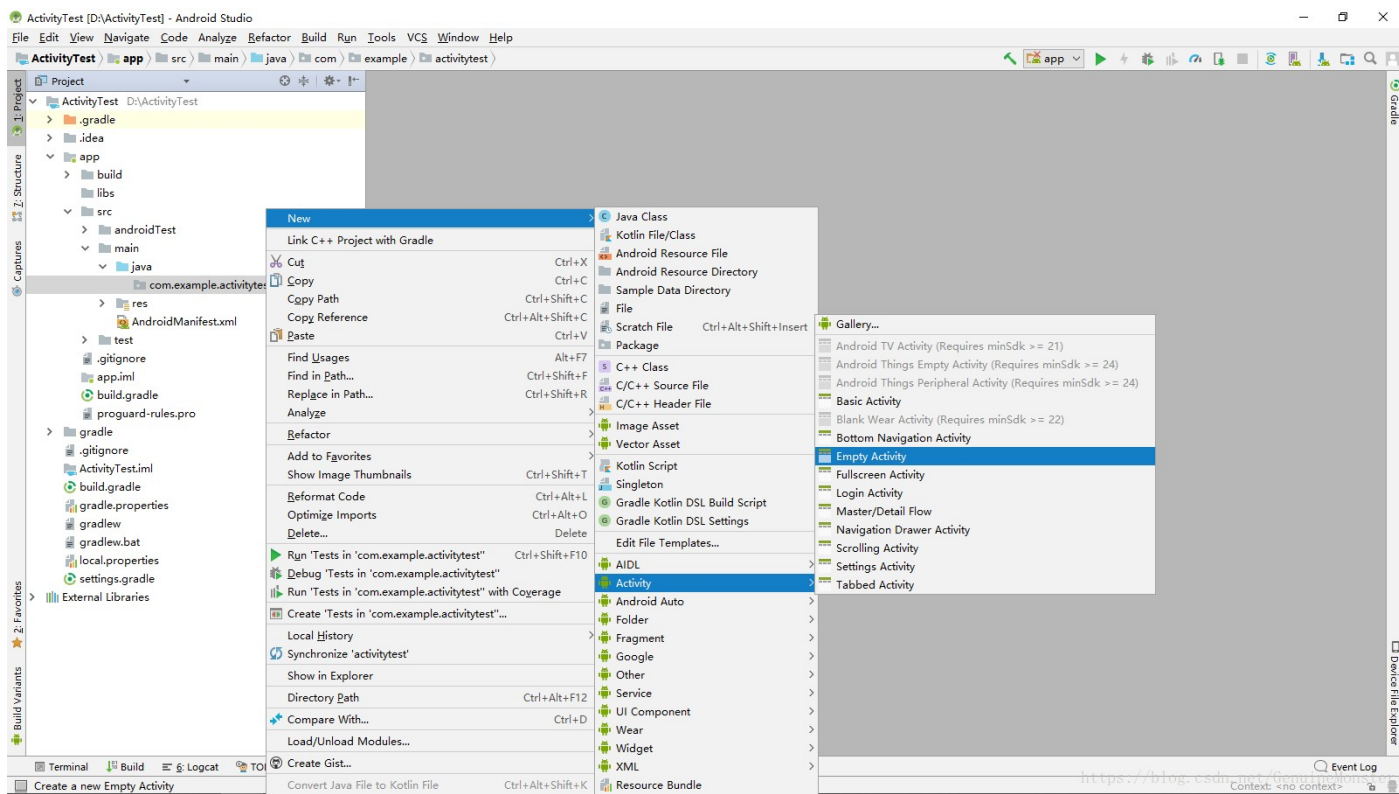 ActivityTest [D:\ActivityTest] - Android Studio
File Edit View Navigate Code Analyze Refactor Build Run Tools VCS Window Help
ActivityTest app src main java com example activitytest
app
1: Project
7: Structure
Captures
2: Favorites
Build Variants
Project
ActivityTest D:\ActivityTest
.gradle
.idea
app
build
libs
src
androidTest
main
java
com.example.activitytes
res
AndroidManifest.xml
test
.gitignore
app.iml
build.gradle
proguard-rules.pro
gradle
.gitignore
ActivityTest.iml
build.gradle
gradle.properties
gradlew
gradlew.bat
local.properties
settings.gradle
External Libraries
New
Link C++ Project with Gradle
Cut Ctrl+X
Copy Ctrl+C
Copy Path Ctrl+Shift+C
Copy Reference Ctrl+Alt+Shift+C
Paste Ctrl+V
Find Usages Alt+F7
Find in Path... Ctrl+Shift+F
Replace in Path... Ctrl+Shift+R
Analyze
Refactor
Add to Favorites
Show Image Thumbnails Ctrl+Shift+T
Reformat Code Ctrl+Alt+L
Optimize Imports Ctrl+Alt+O
Delete... Delete
Run 'Tests in 'com.example.activitytest'' Ctrl+Shift+F10
Debug 'Tests in 'com.example.activitytest''
Run 'Tests in 'com.example.activitytest'' with Coverage
Create 'Tests in 'com.example.activitytest''...
Local History
Synchronize 'activitytest'
Show in Explorer
Directory Path Ctrl+Alt+F12
Compare With... Ctrl+D
Load/Unload Modules...
Create Gist...
Convert Java File to Kotlin File Ctrl+Alt+Shift+K
C Java Class
Kotlin File/Class
Android Resource File
Android Resource Directory
Sample Data Directory
File
Scratch File Ctrl+Alt+Shift+Insert
Package
S C++ Class
C/C++ Source File
C/C++ Header File
Image Asset
Vector Asset
Kotlin Script
Singleton
G Gradle Kotlin DSL Build Script
G Gradle Kotlin DSL Settings
Edit File Templates...
AIDL
Activity
Android Auto
Folder
Fragment
Google
Other
Service
UI Component
Wear
Widget
XML
Resource Bundle
Gallery...
Android TV Activity (Requires minSdk >= 21)
Android Things Empty Activity (Requires minSdk >= 24)
Android Things Peripheral Activity (Requires minSdk >= 24)
Basic Activity
Blank Wear Activity (Requires minSdk >= 22)
Bottom Navigation Activity
Empty Activity
Fullscreen Activity
Login Activity
Master/Detail Flow
Navigation Drawer Activity
Scrolling Activity
Settings Activity
Tabbed Activity
Gradle
Device File Explorer
Terminal Build 6: Logcat TOD
Event Log
Create a new Empty Activity
Context: <no context>
https://blog.csdn.net/GenuineMonster